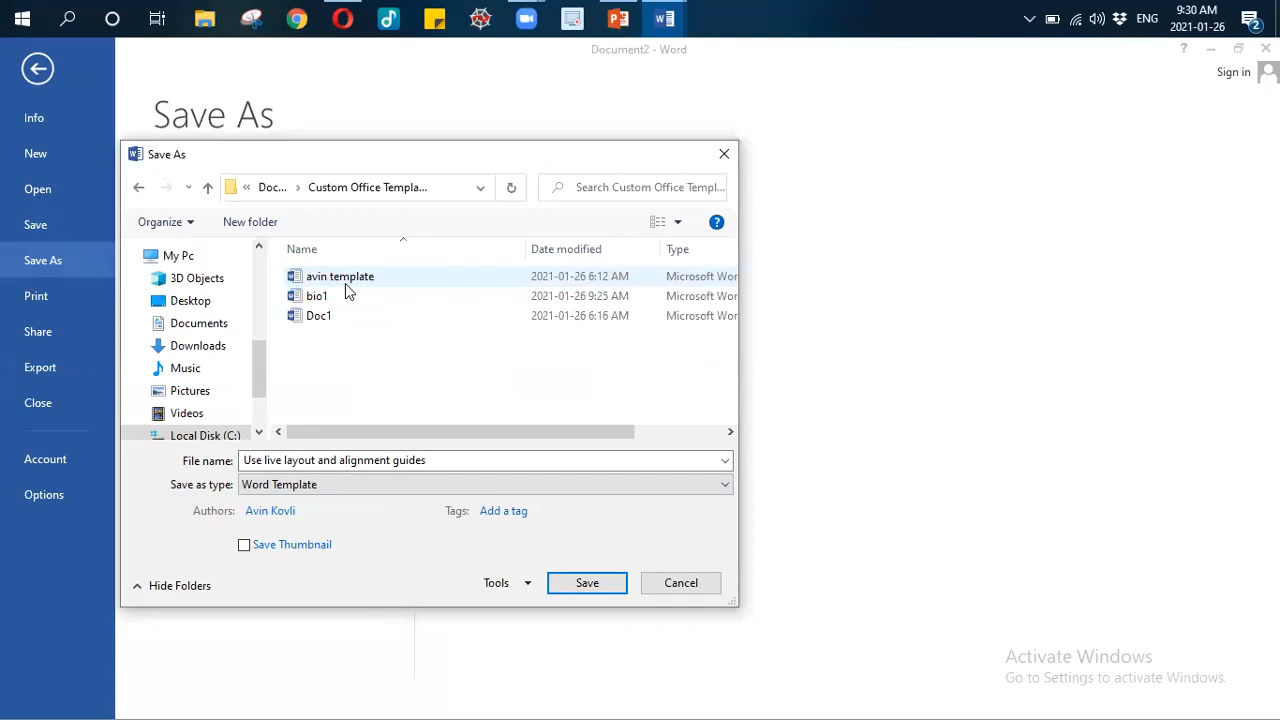 ENG
9:30 AM
2021-01-26
2
Document2 - Word
?
Sign in
Info
New
Open
Save
Save As
Print
Share
Export
Close
Account
Options
Save As
Save As
« Doc... › Custom Office Templa...
Search Custom Office Templ...
Organize
New folder
?
My Pc
3D Objects
Desktop
Documents
Downloads
Music
Pictures
Videos
Local Disk (C:)
Name Date modified Type
avin template 2021-01-26 6:12 AM Microsoft Wor
bio1 2021-01-26 9:25 AM Microsoft Wor
Doc1 2021-01-26 6:16 AM Microsoft Wor
File name: Use live layout and alignment guides
Save as type: Word Template
Authors: Avin Kovli Tags: Add a tag
Save Thumbnail
Hide Folders
Tools
Save
Cancel
Activate Windows
Go to Settings to activate Windows.